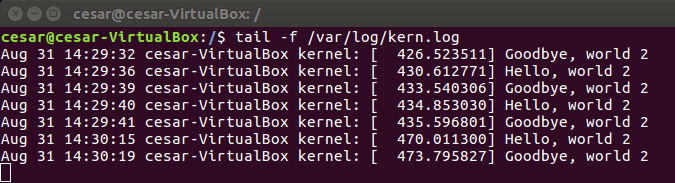 cesar@cesar-VirtualBox: /
cesar@cesar-VirtualBox:/$ tail -f /var/log/kern.log
Aug 31 14:29:32 cesar-VirtualBox kernel: [  426.523511] Goodbye, world 2
Aug 31 14:29:36 cesar-VirtualBox kernel: [  430.612771] Hello, world 2
Aug 31 14:29:39 cesar-VirtualBox kernel: [  433.540306] Goodbye, world 2
Aug 31 14:29:40 cesar-VirtualBox kernel: [  434.853030] Hello, world 2
Aug 31 14:29:41 cesar-VirtualBox kernel: [  435.596801] Goodbye, world 2
Aug 31 14:30:15 cesar-VirtualBox kernel: [  470.011300] Hello, world 2
Aug 31 14:30:19 cesar-VirtualBox kernel: [  473.795827] Goodbye, world 2